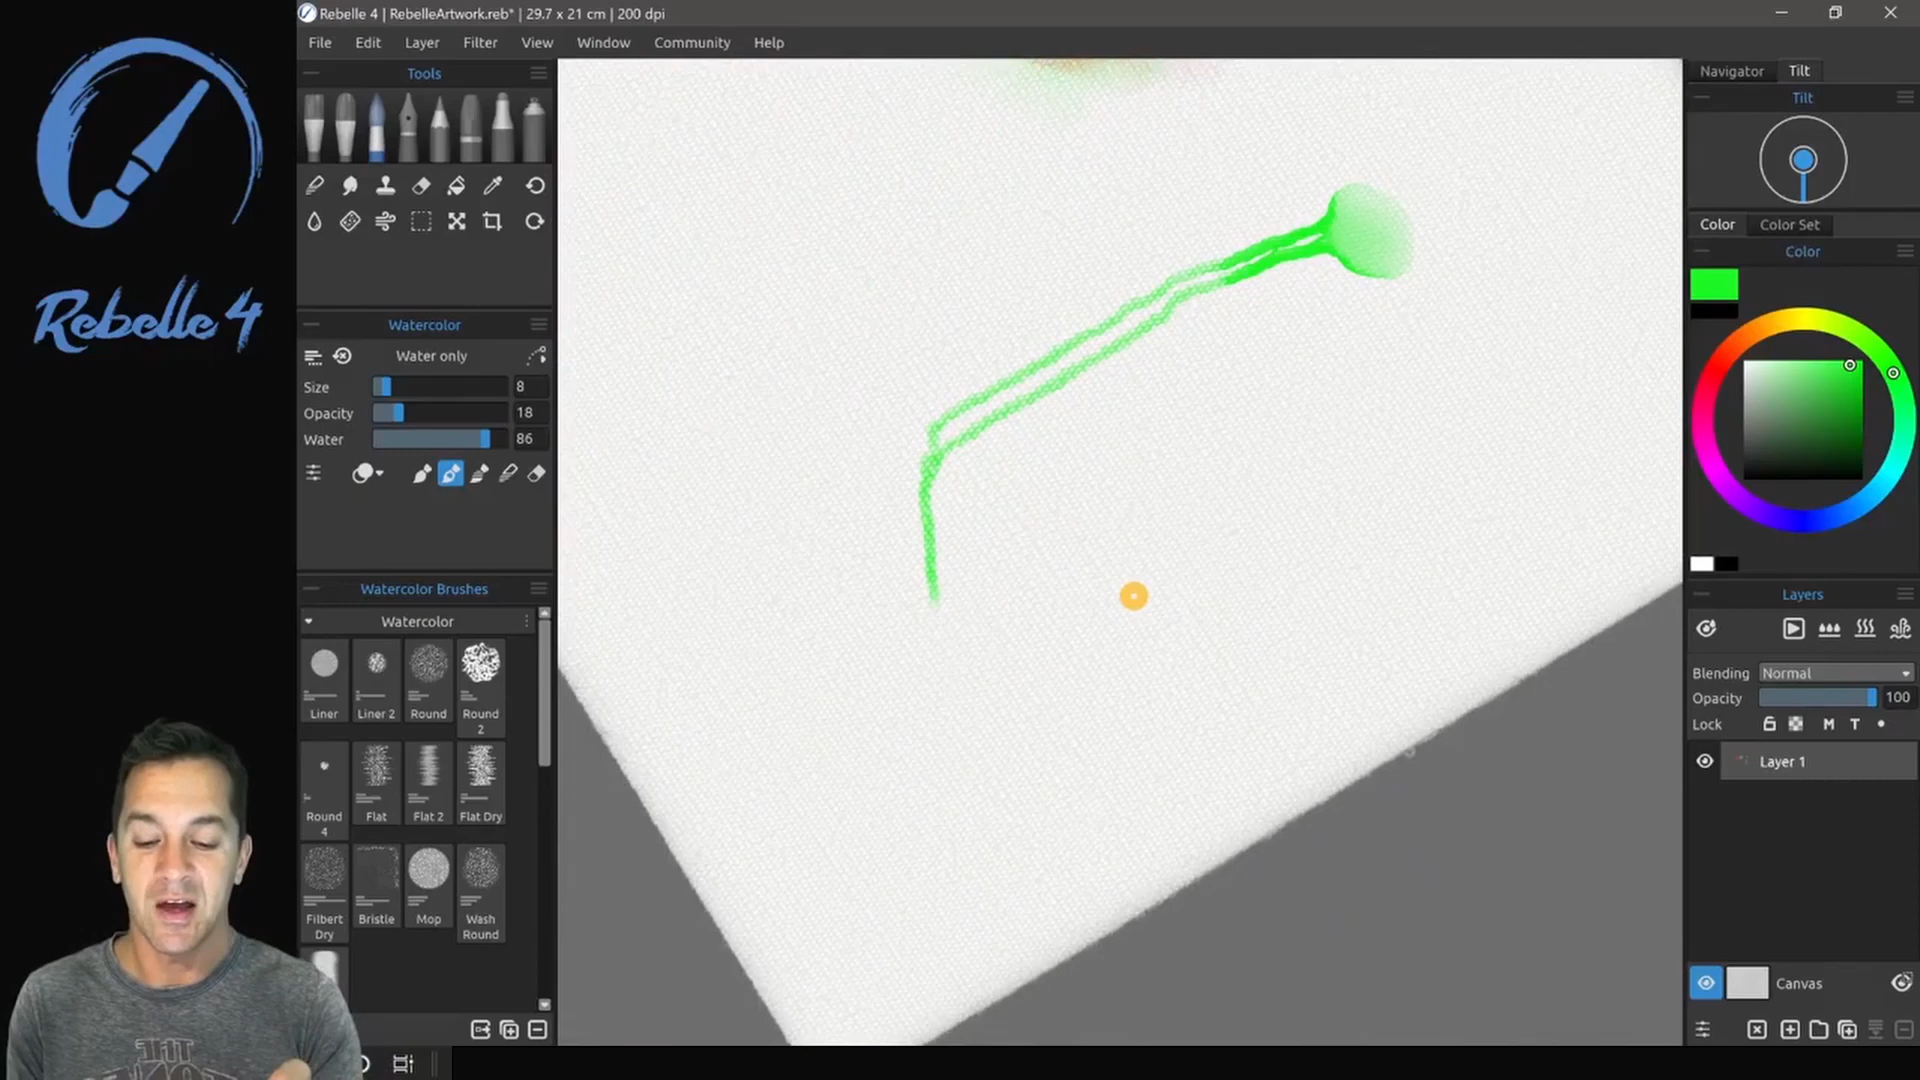 Rebelle 4 | RebelleArtwork.reb* | 29.7 x 21 cm | 200 dpi
File Edit Layer Filter View Window Community Help
Rebelle 4
Tools
Watercolor
Water only
Size 8
Opacity 18
Water 86
Watercolor Brushes
Watercolor
Liner Liner 2 Round Round 2
Round 4 Flat Flat 2 Flat Dry
Filbert Dry Bristle Mop Wash Round
Navigator Tilt
Tilt
Color Color Set
Color
Layers
Blending Normal
Opacity 100
Lock M T
Layer 1
Canvas
THE